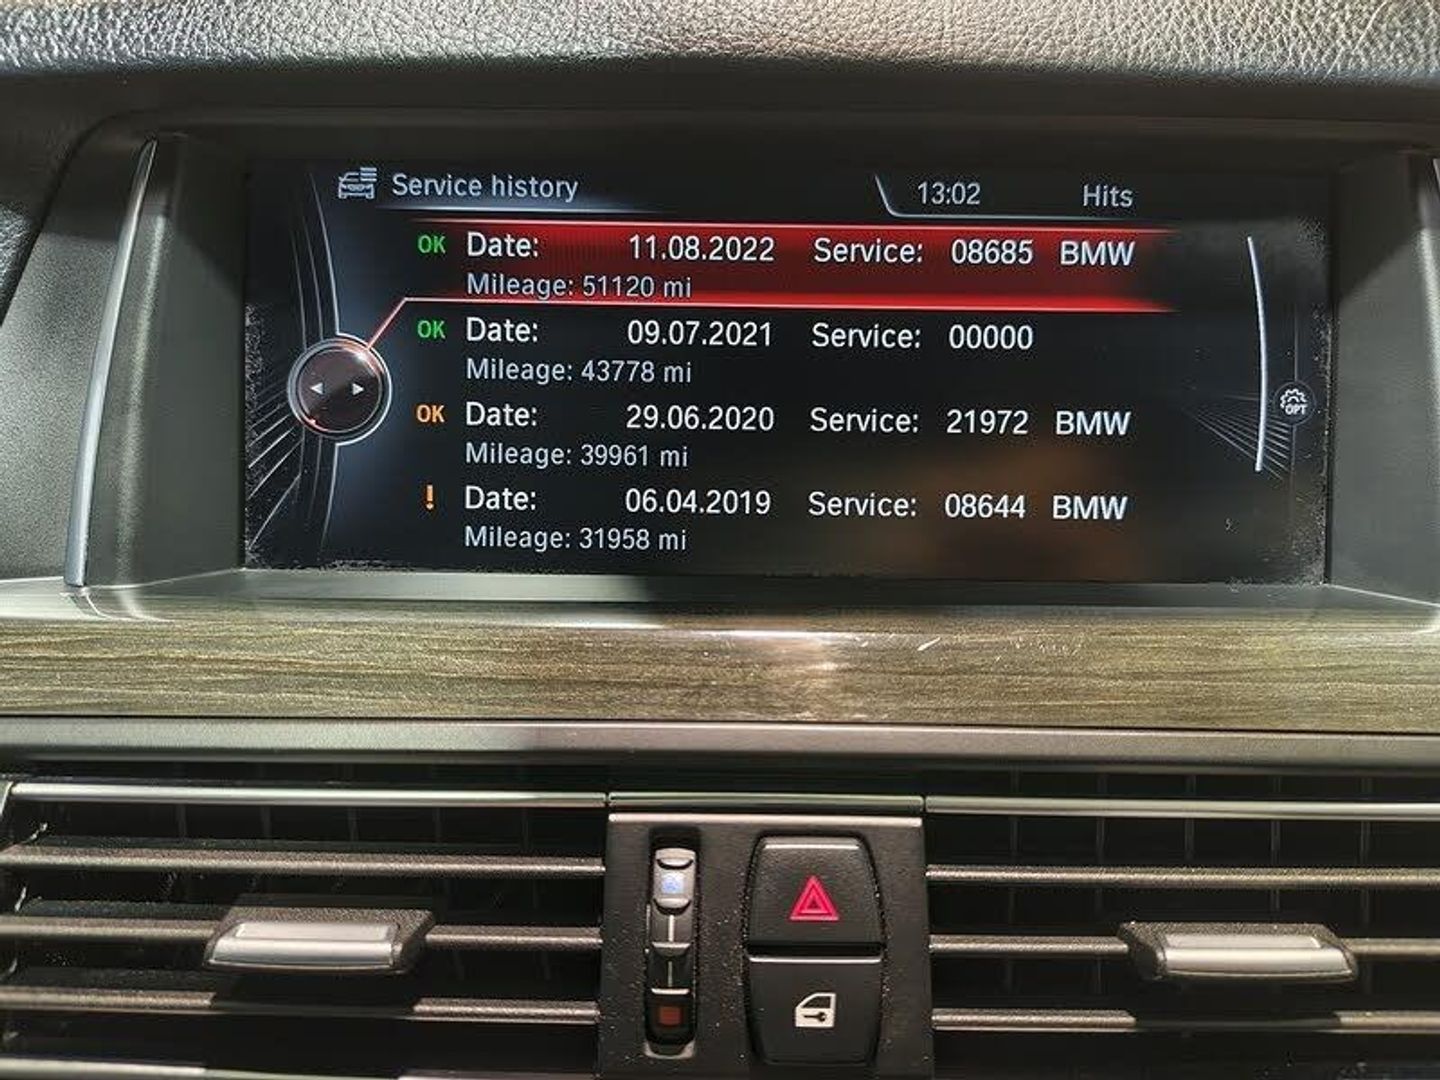 Service history 13:02 Hits
OK Date: 11.08.2022 Service: 08685 BMW
Mileage: 51120 mi
OK Date: 09.07.2021 Service: 00000
Mileage: 43778 mi
OK Date: 29.06.2020 Service: 21972 BMW
Mileage: 39961 mi
OPT
! Date: 06.04.2019 Service: 08644 BMW
Mileage: 31958 mi